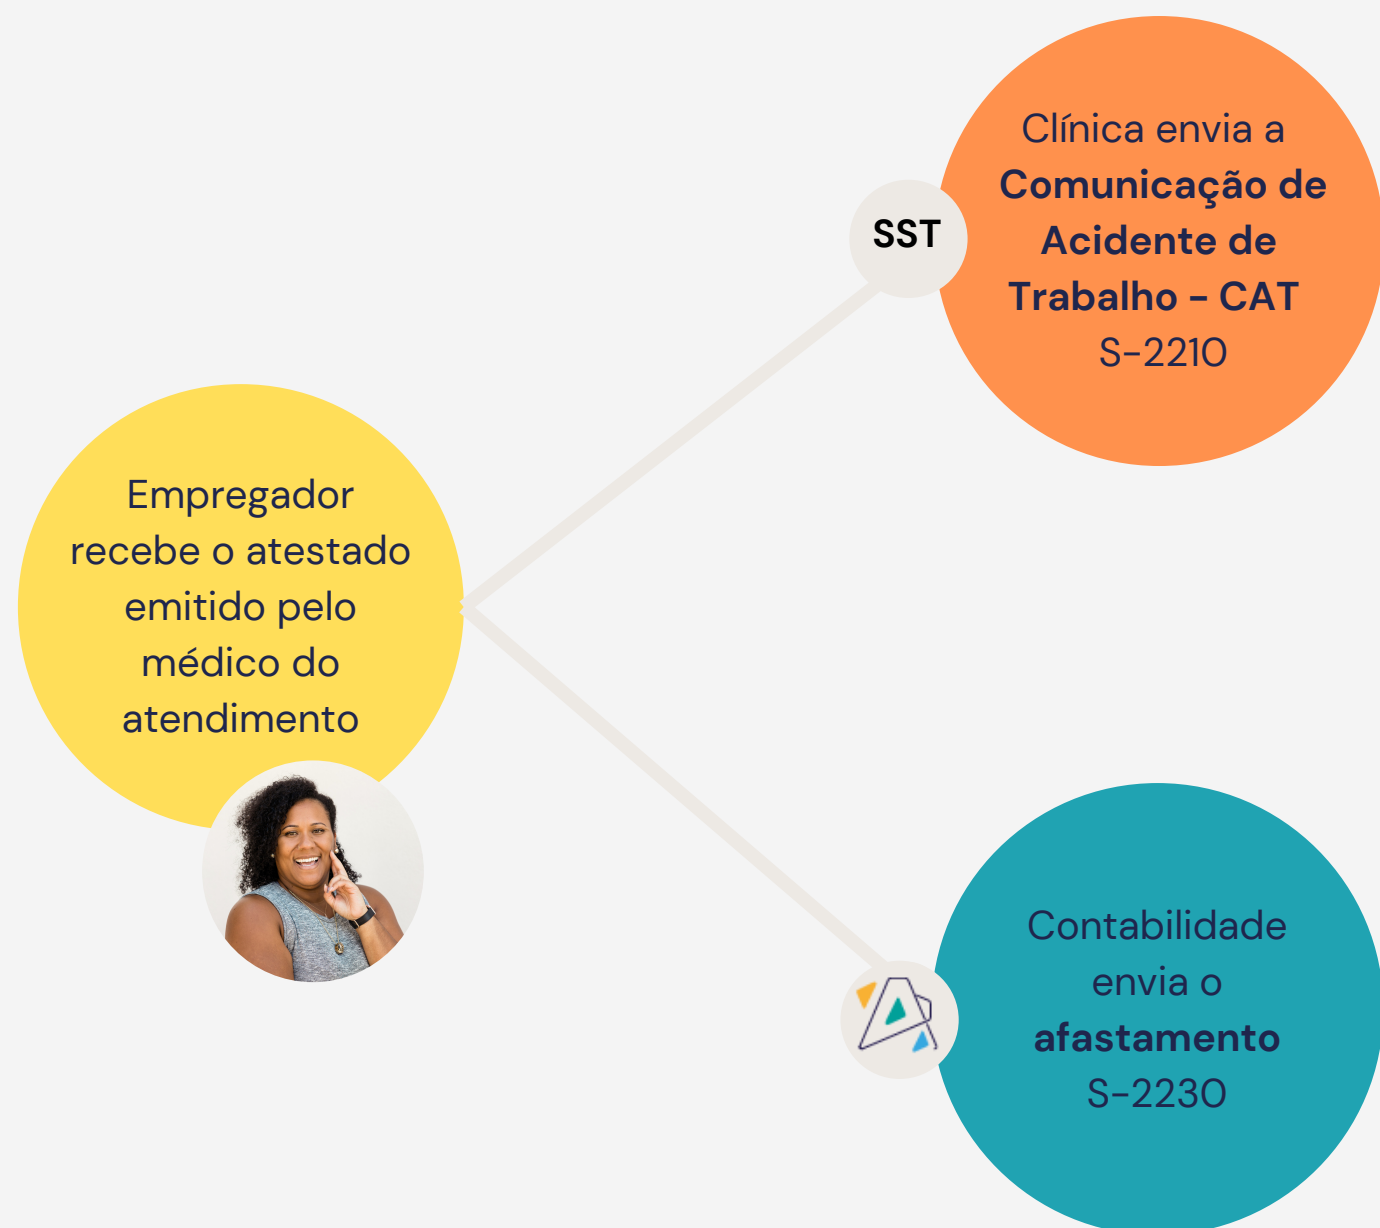 Empregador
recebe o atestado
emitido pelo
médico do
atendimento
SST
Clínica envia a
Comunicação de
Acidente de
Trabalho - CAT
S-2210
Contabilidade
envia o
afastamento
S-2230